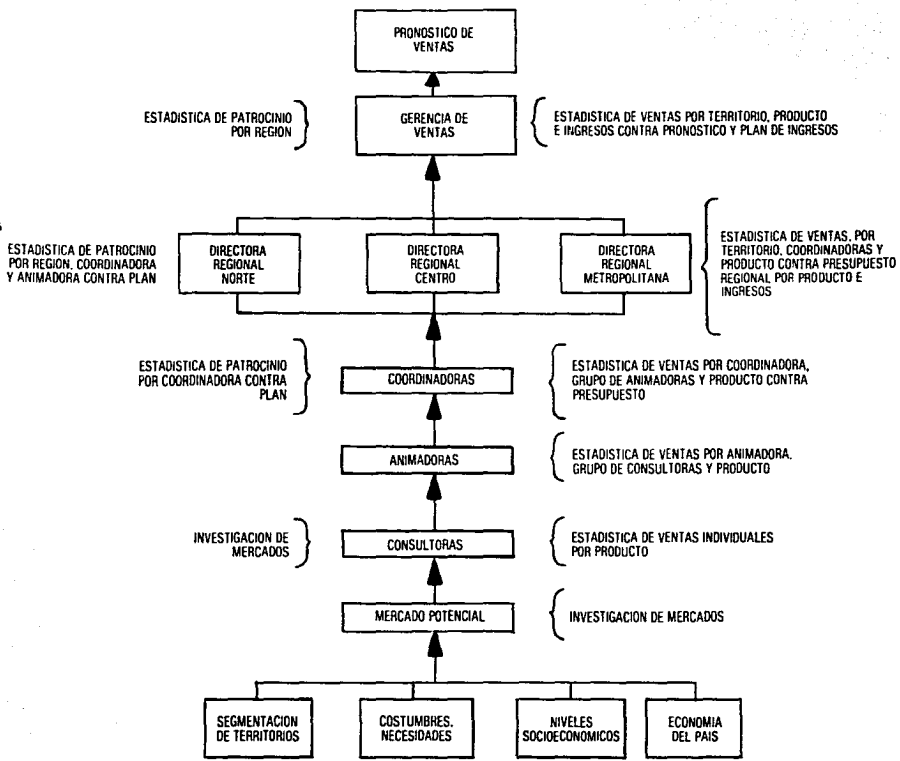 PRONOSTICO DE
VENTAS
ESTADISTICA DE PATROCINIO
POR REGION
GERENCIA DE
VENTAS
ESTADISTICA DE VENTAS POR TERRITORIO, PRODUCTO
E INGRESOS CONTRA PRONOSTICO Y PLAN DE INGRESOS
ESTADISTICA DE PATROCINIO
POR REGION, COORDINADORA
Y ANIMADORA CONTRA PLAN
DIRECTORA
REGIONAL
NORTE
DIRECTORA
REGIONAL
CENTRO
DIRECTORA
REGIONAL
METROPOLITANA
ESTADISTICA DE VENTAS, POR
TERRITORIO, COORDINADORAS Y
PRODUCTO CONTRA PRESUPUESTO
REGIONAL POR PRODUCTO E
INGRESOS
ESTADISTICA DE PATROCINIO
POR COORDINADORA CONTRA
PLAN
COORDINADORAS
ESTADISTICA DE VENTAS POR COORDINADORA,
GRUPO DE ANIMADORAS Y PRODUCTO CONTRA
PRESUPUESTO
ANIMADORAS
ESTADISTICA DE VENTAS POR ANIMADORA,
GRUPO DE CONSULTORAS Y PRODUCTO
INVESTIGACION DE
MERCADOS
CONSULTORAS
ESTADISTICA DE VENTAS INDIVIDUALES
POR PRODUCTO
MERCADO POTENCIAL
INVESTIGACION DE MERCADOS
SEGMENTACION
DE TERRITORIOS
COSTUMBRES,
NECESIDADES
NIVELES
SOCIOECONOMICOS
ECONOMIA
DEL PAIS